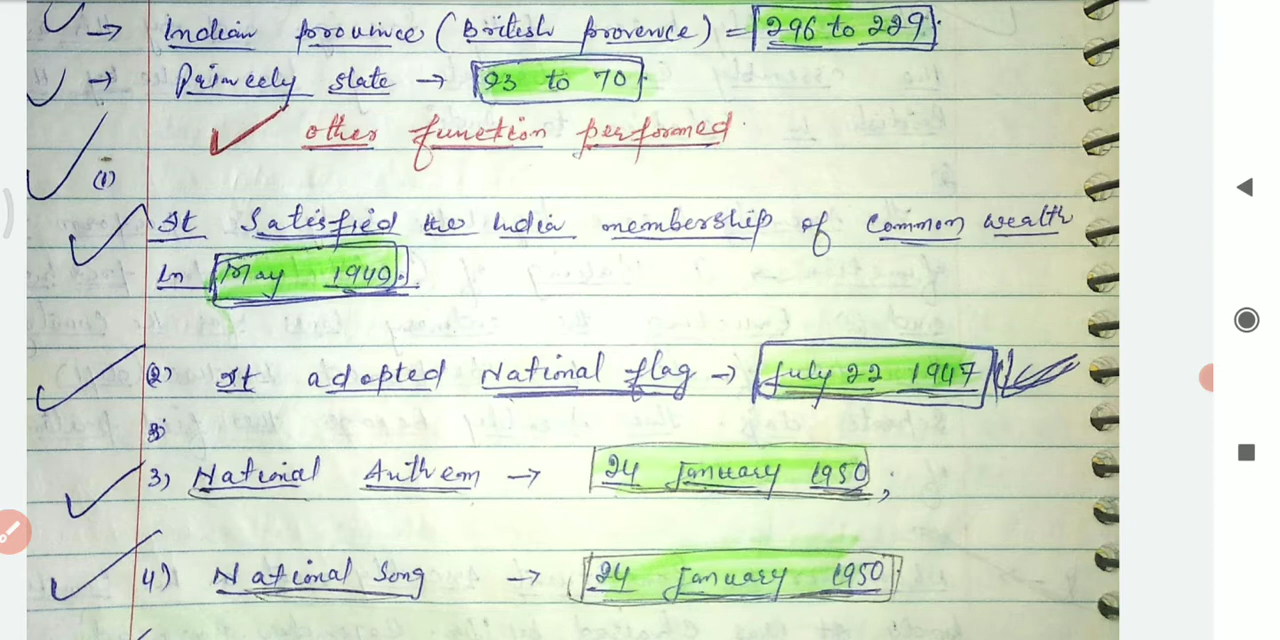 → Indian province (British provence) = 296 to 229.
→ Princely state → 93 to 70
other function performed.
(1)
It Satisfied the India membership of Common wealth
In May 1949.
(2) It adopted National flag → July 22 1947
3) National Anthem → 24 January 1950;
4) National Song → 24 January 1950.